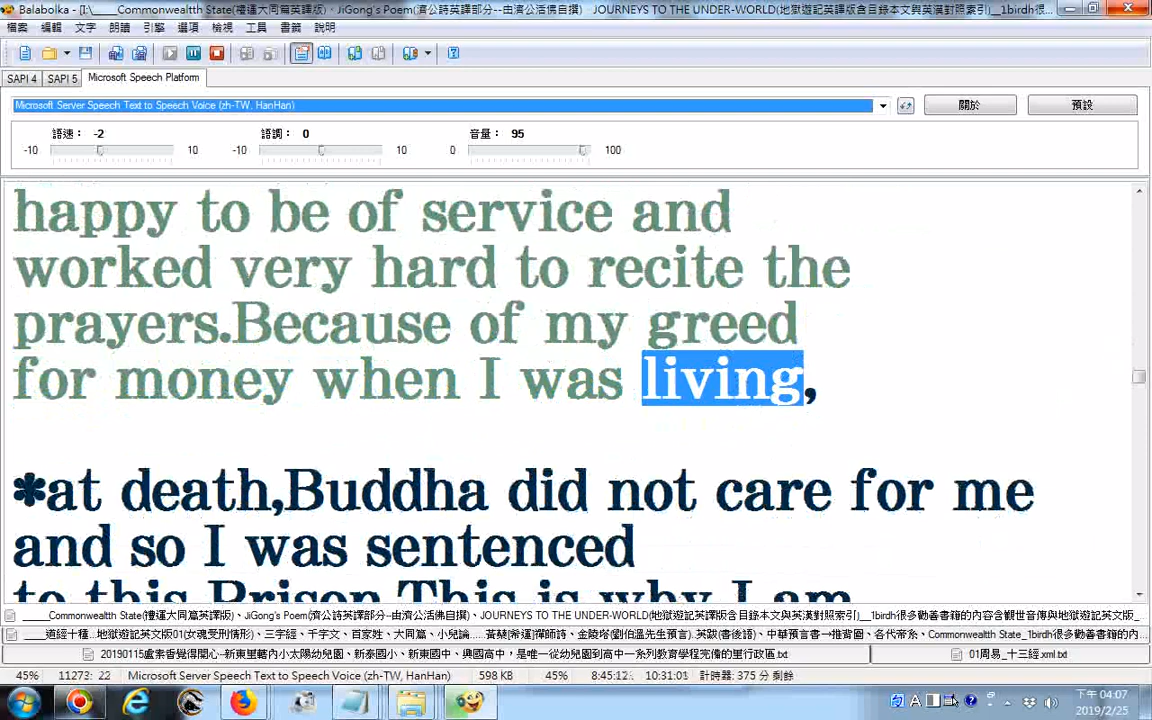 Balabolka - [I:\_____Commonwealth State(禮運大同篇英譯版)、JiGong's Poem(濟公詩英譯部分--由濟公活佛自撰) JOURNEYS TO THE UNDER-WORLD(地獄遊記英譯版含目錄本文與英漢對照索引)__1birdh很...
檔案 編輯 文字 朗讀 引擎 選項 檢視 工具 書籤 說明
SAPI 4 SAPI 5 Microsoft Speech Platform
Microsoft Server Speech Text to Speech Voice (zh-TW, HanHan) 關於 預設
語速： -2 語調： 0 音量： 95
-10 10 -10 10 0 100
happy to be of service and
worked very hard to recite the
prayers.Because of my greed
for money when I was living,
*at death,Buddha did not care for me
and so I was sentenced
to this Prison.This is why I am
_____Commonwealth State(禮運大同篇英譯版)、JiGong's Poem(濟公詩英譯部分--由濟公活佛自撰)、JOURNEYS TO THE UNDER-WORLD(地獄遊記英譯版含目錄本文與英漢對照索引)__1birdh很多勸善書籍的內容含觀世音傳與地獄遊記英文版_
20190115盧素香覺得開心--新東里轄內小太陽幼兒園、新泰國小、新東國中、興國高中，是唯一從幼兒園到高中一系列教育學程完備的里行政區.txt 01周易_十三經.xml.txt
45% 11273: 22 Microsoft Server Speech Text to Speech Voice (zh-TW, HanHan) 598 KB 45% 8:45:12 10:31:01 計時器: 375 分 剩餘
下午 04:07
2019/2/25